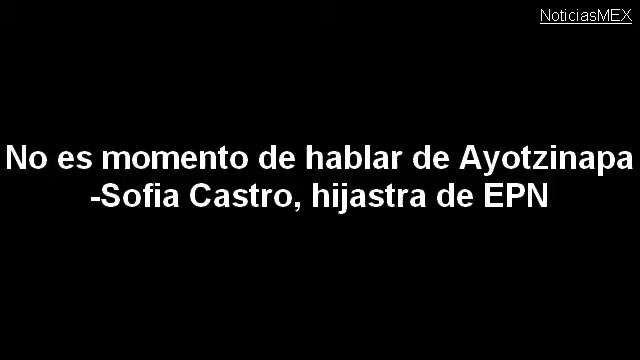 NoticiasMEX
No es momento de hablar de Ayotzinapa
-Sofia Castro, hijastra de EPN